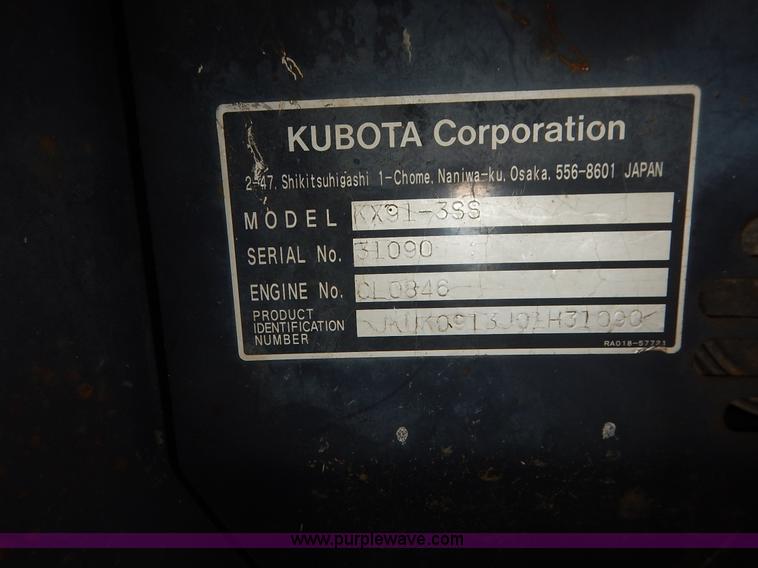 KUBOTA Corporation
2-47, Shikitsuhigashi 1-Chome, Naniwa-ku, Osaka, 556-8601 JAPAN
MODEL KX91-3SS
SERIAL No. 31090
ENGINE No. CL0846
PRODUCT
IDENTIFICATION
NUMBER
RA018-57721
www.purplewave.com